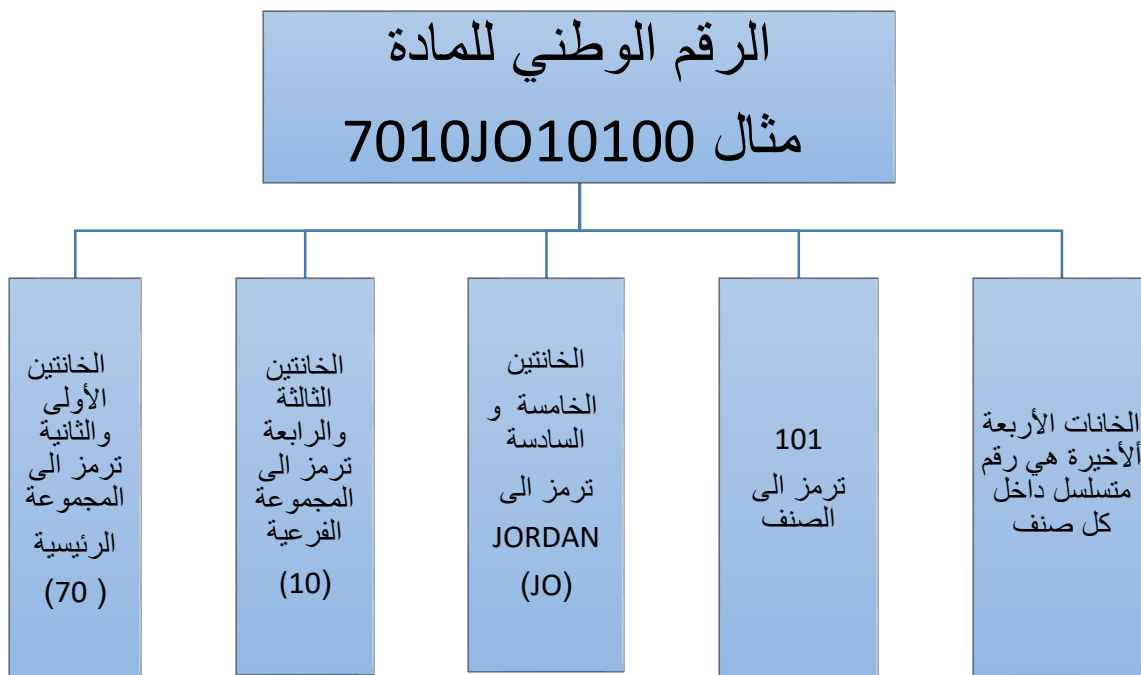 الرقم الوطني للمادة
مثال 7010JO10100
الخانتين
الأولى
والثانية
ترمز الى
المجموعة
الرئيسية
(70 )
الخانتين
الثالثة
والرابعة
ترمز الى
المجموعة
الفرعية
(10)
الخانتين
الخامسة و
السادسة
ترمز الى
JORDAN
(JO)
101
ترمز الى
الصنف
الخانات الأربعة
ألأخيرة هي رقم
متسلسل داخل
كل صنف